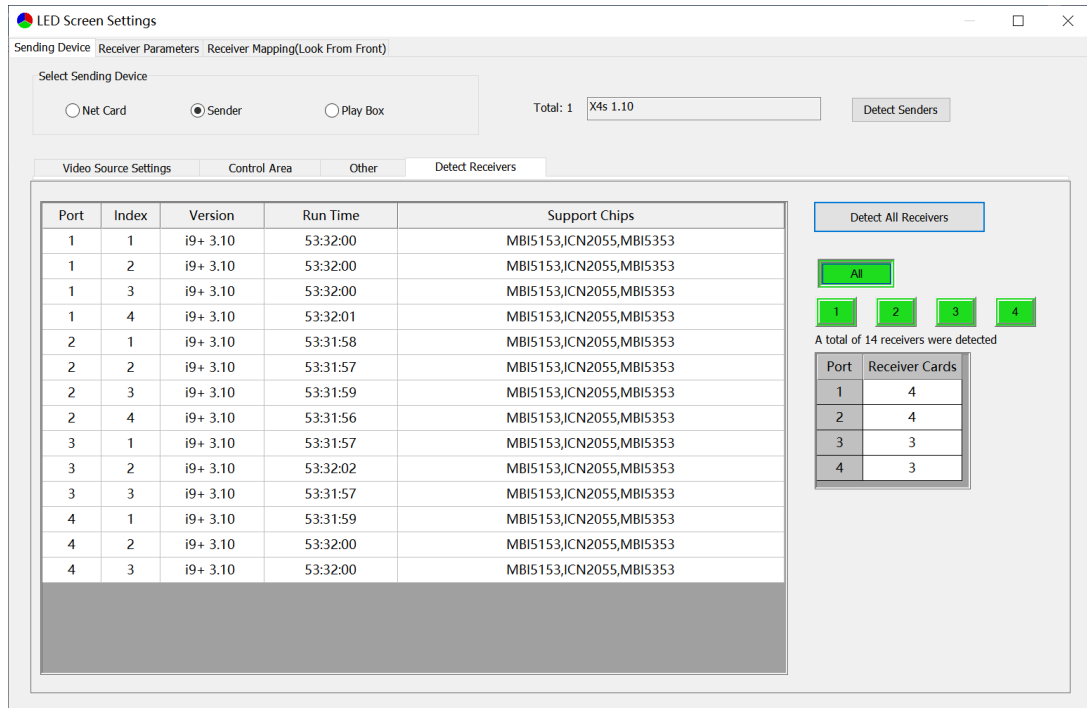 LED Screen Settings
Sending Device Receiver Parameters Receiver Mapping(Look From Front)
Select Sending Device
Net Card Sender Play Box
Total: 1 X4s 1.10 Detect Senders
Video Source Settings Control Area Other Detect Receivers
Port Index Version Run Time Support Chips
1 1 i9+ 3.10 53:32:00 MBI5153,ICN2055,MBI5353
1 2 i9+ 3.10 53:32:00 MBI5153,ICN2055,MBI5353
1 3 i9+ 3.10 53:32:00 MBI5153,ICN2055,MBI5353
1 4 i9+ 3.10 53:32:01 MBI5153,ICN2055,MBI5353
2 1 i9+ 3.10 53:31:58 MBI5153,ICN2055,MBI5353
2 2 i9+ 3.10 53:31:57 MBI5153,ICN2055,MBI5353
2 3 i9+ 3.10 53:31:59 MBI5153,ICN2055,MBI5353
2 4 i9+ 3.10 53:31:56 MBI5153,ICN2055,MBI5353
3 1 i9+ 3.10 53:31:57 MBI5153,ICN2055,MBI5353
3 2 i9+ 3.10 53:32:02 MBI5153,ICN2055,MBI5353
3 3 i9+ 3.10 53:31:57 MBI5153,ICN2055,MBI5353
4 1 i9+ 3.10 53:31:59 MBI5153,ICN2055,MBI5353
4 2 i9+ 3.10 53:32:00 MBI5153,ICN2055,MBI5353
4 3 i9+ 3.10 53:32:00 MBI5153,ICN2055,MBI5353
Detect All Receivers
All
1 2 3 4
A total of 14 receivers were detected
Port Receiver Cards
1 4
2 4
3 3
4 3